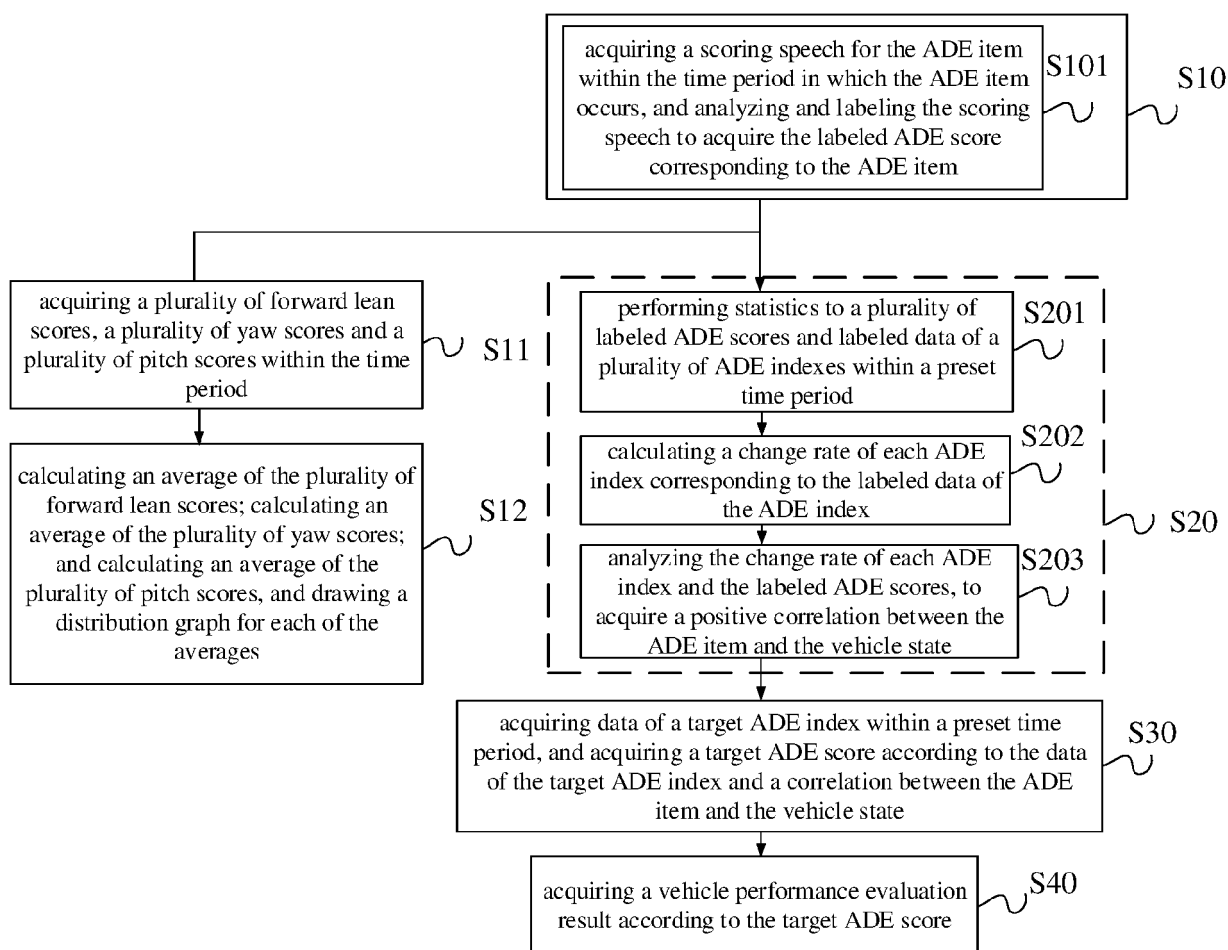 acquiring a scoring speech for the ADE item
within the time period in which the ADE item
occurs, and analyzing and labeling the scoring
speech to acquire the labeled ADE score
corresponding to the ADE item
S101
S10
acquiring a plurality of forward lean
scores, a plurality of yaw scores and a
plurality of pitch scores within the time
period
S11
calculating an average of the plurality of
forward lean scores; calculating an
average of the plurality of yaw scores;
and calculating an average of the
plurality of pitch scores, and drawing a
distribution graph for each of the
averages
S12
performing statistics to a plurality of
labeled ADE scores and labeled data of a
plurality of ADE indexes within a preset
time period
S201
calculating a change rate of each ADE
index corresponding to the labeled data of
the ADE index
S202
analyzing the change rate of each ADE
index and the labeled ADE scores, to
acquire a positive correlation between the
ADE item and the vehicle state
S203
S20
acquiring data of a target ADE index within a preset time
period, and acquiring a target ADE score according to the data
of the target ADE index and a correlation between the ADE
item and the vehicle state
S30
acquiring a vehicle performance evaluation
result according to the target ADE score
S40